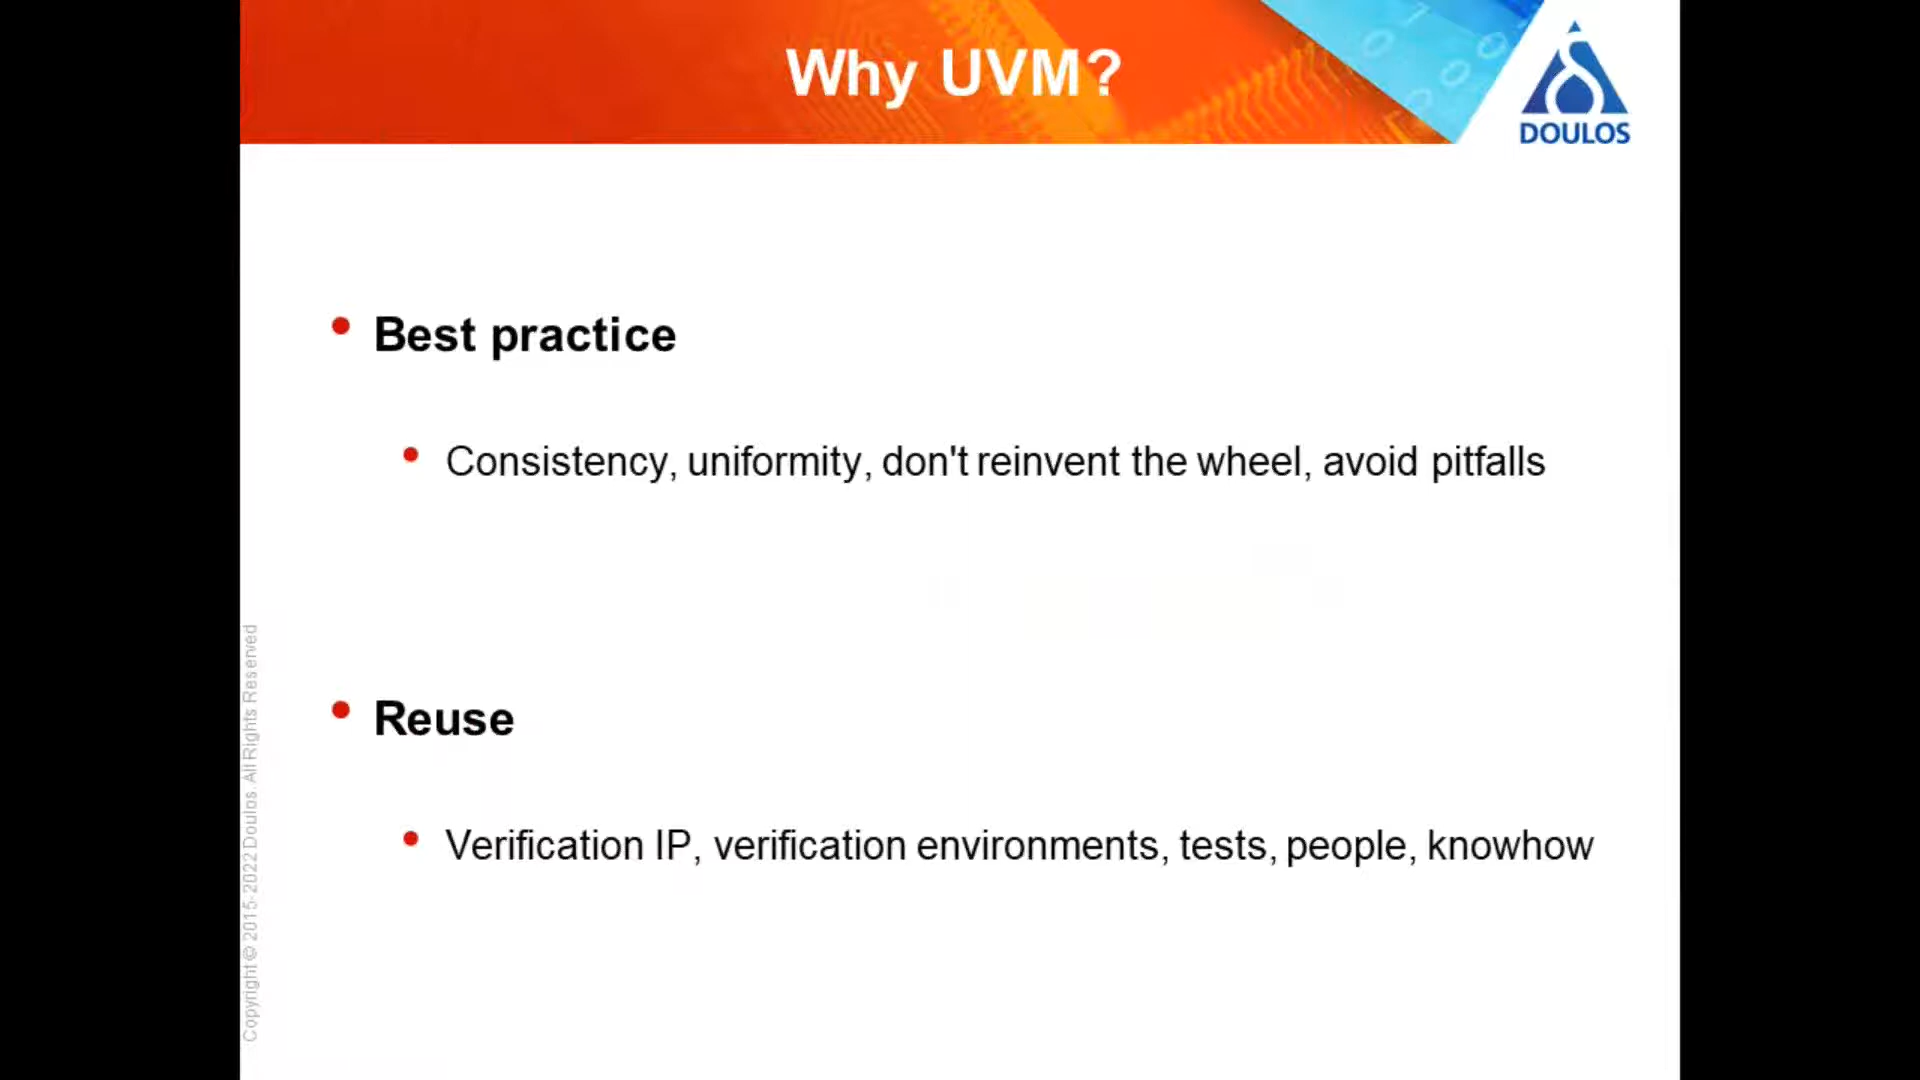 Why UVM?
DOULOS
Best practice
Consistency, uniformity, don't reinvent the wheel, avoid pitfalls
Reuse
Verification IP, verification environments, tests, people, knowhow
Copyright © 2015-2022 Doulos. All Rights Reserved